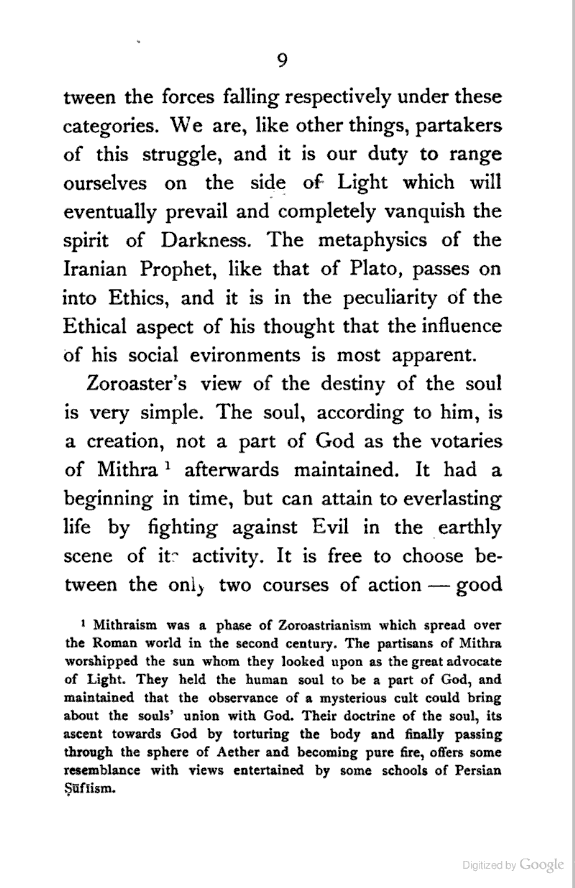 9
tween the forces falling respectively under these
categories. We are, like other things, partakers
of this struggle, and it is our duty to range
ourselves on the side of Light which will
eventually prevail and completely vanquish the
spirit of Darkness. The metaphysics of the
Iranian Prophet, like that of Plato, passes on
into Ethics, and it is in the peculiarity of the
Ethical aspect of his thought that the influence
of his social evironments is most apparent.
Zoroaster's view of the destiny of the soul
is very simple. The soul, according to him, is
a creation, not a part of God as the votaries
of Mithra ¹ afterwards maintained. It had a
beginning in time, but can attain to everlasting
life by fighting against Evil in the earthly
scene of its activity. It is free to choose be-
tween the only two courses of action — good
¹ Mithraism was a phase of Zoroastrianism which spread over
the Roman world in the second century. The partisans of Mithra
worshipped the sun whom they looked upon as the great advocate
of Light. They held the human soul to be a part of God, and
maintained that the observance of a mysterious cult could bring
about the souls' union with God. Their doctrine of the soul, its
ascent towards God by torturing the body and finally passing
through the sphere of Aether and becoming pure fire, offers some
resemblance with views entertained by some schools of Persian
Ṣūfīism.
Digitized by Google